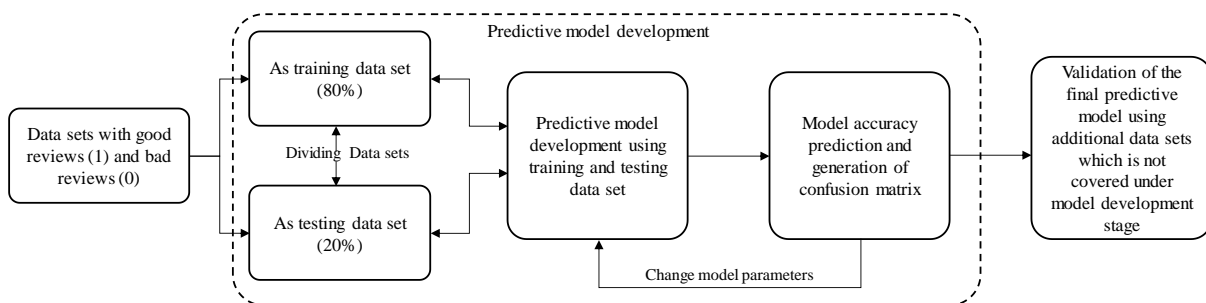 Predictive model development
Data sets with good
reviews (1) and bad
reviews (0)
As training data set
(80%)
Dividing Data sets
As testing data set
(20%)
Predictive model
development using
training and testing
data set
Model accuracy
prediction and
generation of
confusion matrix
Change model parameters
Validation of the
final predictive
model using
additional data sets
which is not
covered under
model development
stage